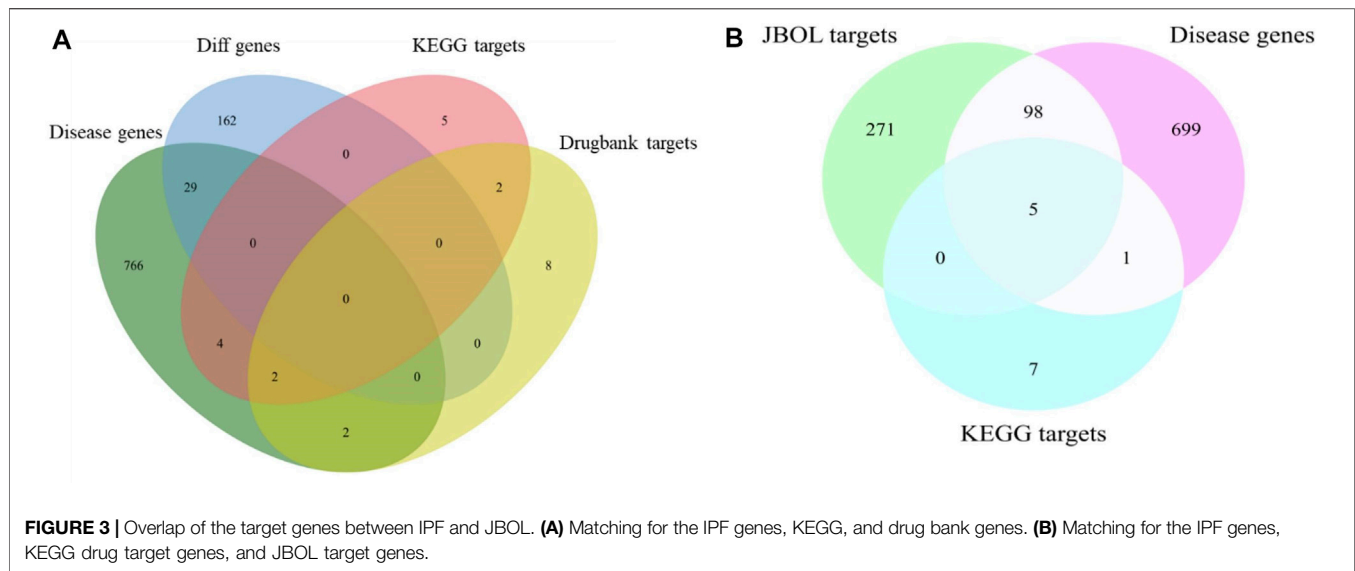 A
Diff genes
KEGG targets
Disease genes
Drugbank targets
162
5
0
29
2
0
0
766
8
0
4
0
2
0
2
B
JBOL targets
Disease genes
98
271
699
5
0
1
7
KEGG targets
FIGURE 3 | Overlap of the target genes between IPF and JBOL. (A) Matching for the IPF genes, KEGG, and drug bank genes. (B) Matching for the IPF genes,
KEGG drug target genes, and JBOL target genes.